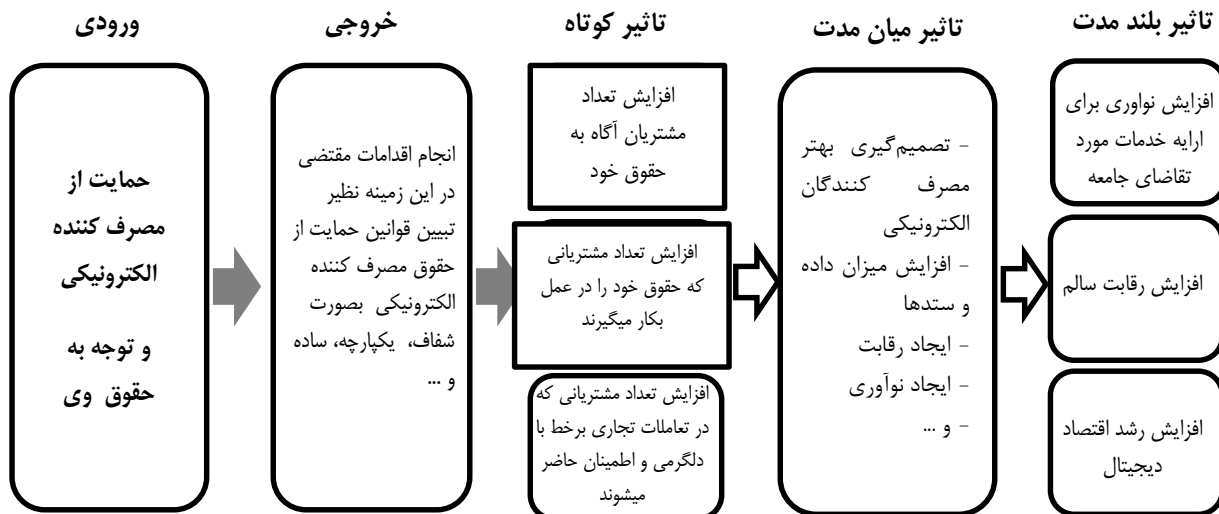 ورودی
حمایت از
مصرف کننده
الکترونیکی
و توجه به
حقوق وی
خروجی
انجام اقدامات مقتضی
در این زمینه نظیر
تبیین قوانین حمایت از
حقوق مصرف کننده
الکترونیکی بصورت
شفاف، یکپارچه، ساده
و ...
تاثیر کوتاه
افزایش تعداد
مشتریان آگاه به
حقوق خود
افزایش تعداد مشتریانی
که حقوق خود را در عمل
بکار میگیرند
افزایش تعداد مشتریانی که
در تعاملات تجاری برخط با
دلگرمی و اطمینان حاضر
میشوند
تاثیر میان مدت
- تصمیم‌گیری بهتر
مصرف کنندگان
الکترونیکی
- افزایش میزان داده
و ستدها
- ایجاد رقابت
- ایجاد نوآوری
- و ...
تاثیر بلند مدت
افزایش نواوری برای
ارایه خدمات مورد
تقاضای جامعه
افزایش رقابت سالم
افزایش رشد اقتصاد
دیجیتال